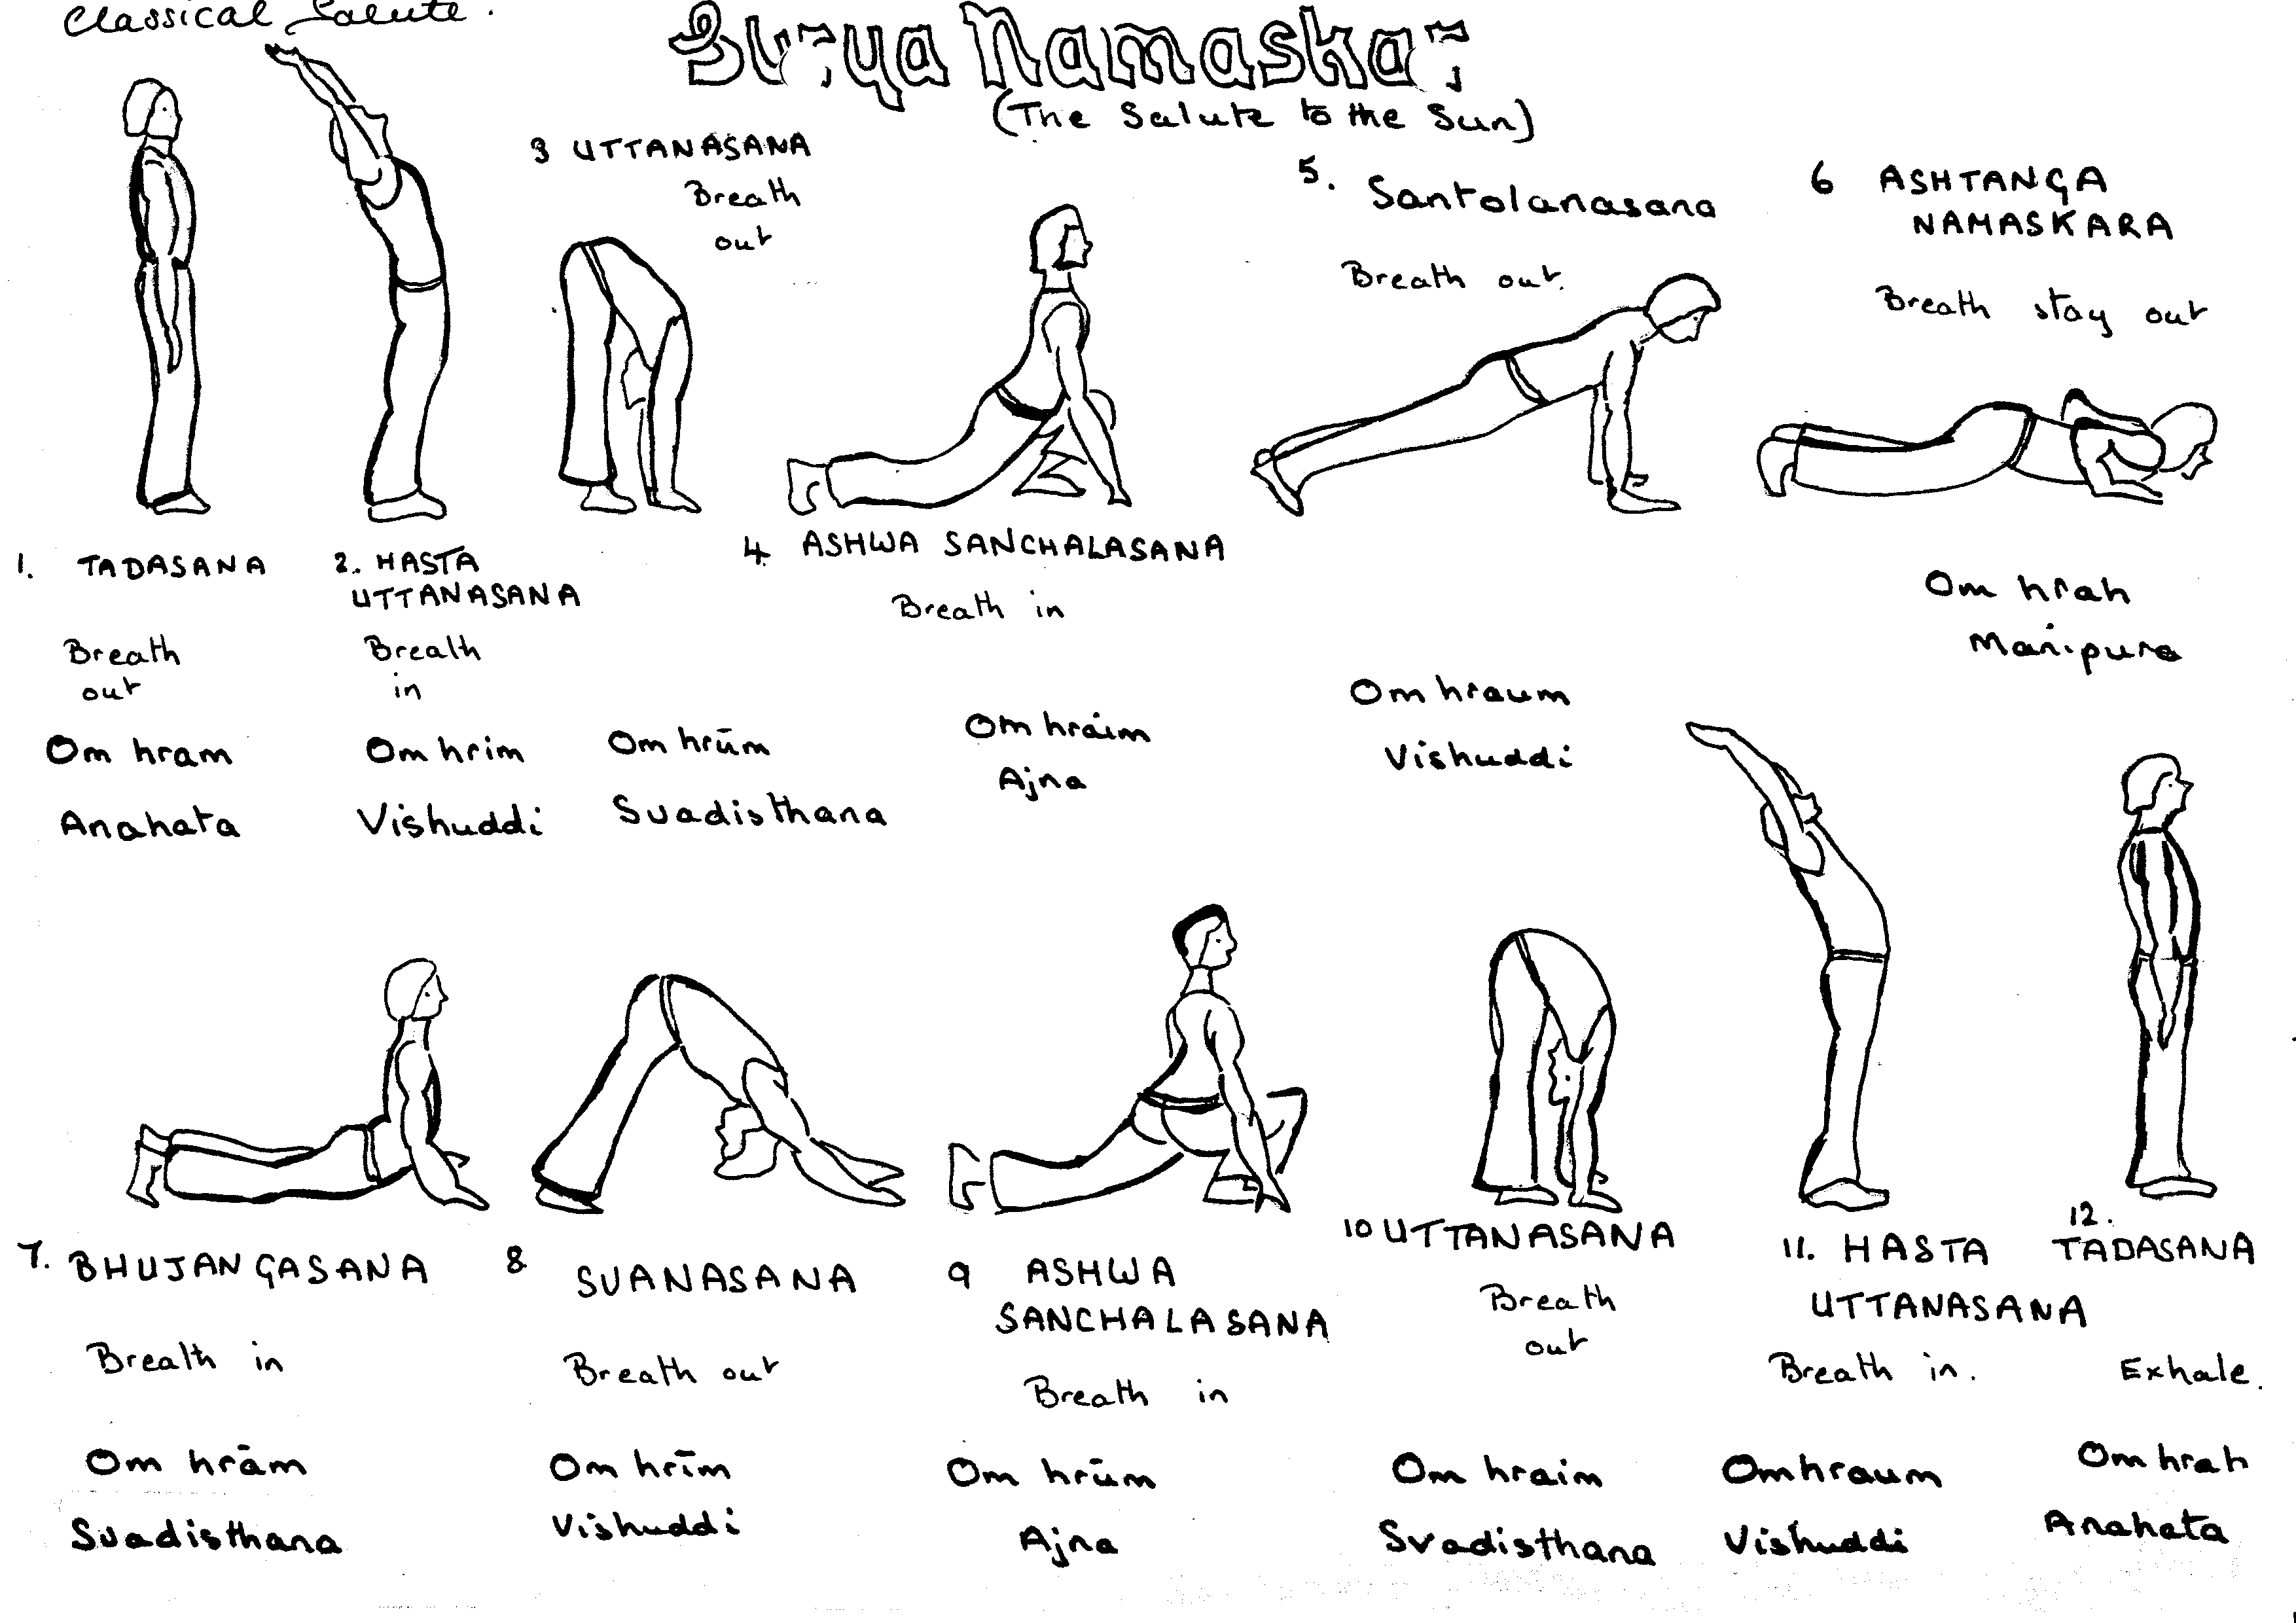 Classical Salute.
Surya Namaskar
(The Salute to the Sun)
3 UTTANASANA
Breath
out
5. Santolanasana
Breath out.
6 ASHTANGA
NAMASKARA
Breath stay out
1. TADASANA
Breath
out
Om hram
Anahata
2. HASTA
UTTANASANA
Breath
in
Om hrim
Vishuddi
Om hrūm
Svadisthana
4. ASHWA SANCHALASANA
Breath in
Om hraim
Ajna
Om hraum
Vishuddi
Om hrah
Manipura
7. BHUJANGASANA
Breath in
Om hrām
Svadisthana
8 SVANASANA
Breath out
Om hrīm
Vishuddi
9 ASHWA
SANCHALASANA
Breath in
Om hrūm
Ajna
10 UTTANASANA
Breath
out
Om hraim
Svadisthana
11. HASTA
UTTANASANA
Breath in.
Om hraum
Vishuddi
12.
TADASANA
Exhale.
Om hrah
Anahata